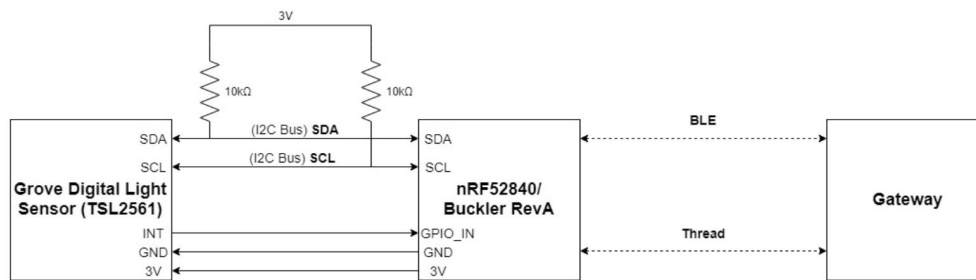 3V
10kΩ
10kΩ
(I2C Bus) SDA
BLE
SDA
SDA
(I2C Bus) SCL
SCL
SCL
Grove Digital Light
Sensor (TSL2561)
nRF52840/
Buckler RevA
Gateway
INT
GPIO_IN
Thread
GND
GND
3V
3V